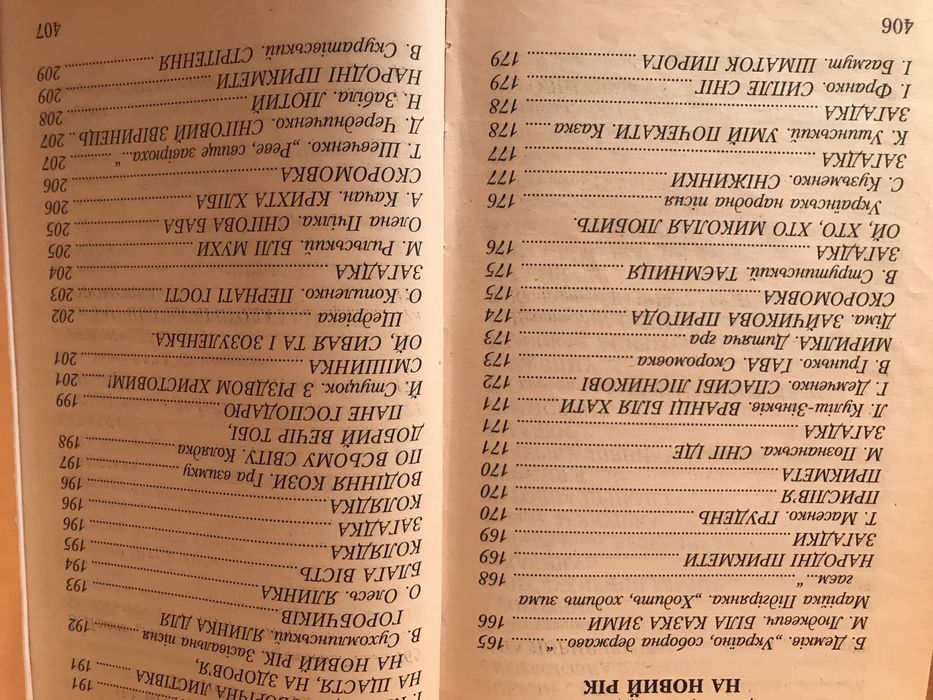 НА НОВИЙ РІК
Б. Демків. „Україно, соборна державо... “ 165
М. Людкевич. БІЛА КАЗКА ЗИМИ 166
Марійка Підгірянка. „Ходить, ходить зима
гаєм...“ 168
НАРОДНІ ПРИКМЕТИ 169
ЗАГАДКИ 169
Т. Масенко. ГРУДЕНЬ 170
ПРИСЛІВ'Я 170
ПРИКМЕТА 170
М. Познанська. СНІГ ІДЕ 171
ЗАГАДКА 171
Л. Куліш-Зіньків. ВРАНЦІ БІЛЯ ХАТИ 171
Г. Демченко. СПАСИБІ ЛІСНИКОВІ 172
В. Гринько. ҐАВА. Скоромовка 173
МИРИЛКА. Дитяча гра 173
Діма. ЗАЙЧИКОВА ПРИГОДА 174
СКОРОМОВКА 175
В. Струтинський. ТАЄМНИЦЯ 175
ЗАГАДКА 176
ОЙ, ХТО, ХТО МИКОЛАЯ ЛЮБИТЬ.
Українська народна пісня 176
С. Кузьменко. СНІЖИНКИ 177
ЗАГАДКА 177
К. Ушинський. УМІЙ ПОЧЕКАТИ. Казка 178
ЗАГАДКА 178
І. Франко. СИПЛЕ СНІГ 179
І. Багмут. ШМАТОК ПИРОГА 179
406
191
ЛИСТІВКА 191
НА ЩАСТЯ, НА ЗДОРОВ'Я,
НА НОВИЙ РІК. Засівальна пісня 192
В. Сухомлинський. ЯЛИНКА ДЛЯ
ГОРОБЧИКІВ 193
О. Олесь. ЯЛИНКА 194
БЛАГА ВІСТЬ 195
КОЛЯДКА 196
ЗАГАДКА 196
КОЛЯДКА 196
ВОДІННЯ КОЗИ. Гра взимку 197
ПО ВСЬОМУ СВІТУ. Колядка 198
ДОБРИЙ ВЕЧІР ТОБІ,
ПАНЕ ГОСПОДАРЮ 199
Й. Струцюк. З РІЗДВОМ ХРИСТОВИМ! 201
СМІШИНКА 201
ОЙ, СИВАЯ ТА І ЗОЗУЛЕНЬКА.
Щедрівка 202
О. Копиленко. ПЕРНАТІ ГОСТІ 203
ЗАГАДКА 204
М. Рильський. БІЛІ МУХИ 205
Олена Пчілка. СНІГОВА БАБА 205
А. Качан. КРИХТА ХЛІБА 206
СКОРОМОВКА 206
Т. Шевченко. „Реве, свище завірюха... “ 207
Д. Чередниченко. СНІГОВИЙ ЗВІРИНЕЦЬ 207
Н. Забіла. ЛЮТИЙ 208
НАРОДНІ ПРИКМЕТИ 209
В. Скуратівський. СТРІТЕННЯ 209
407